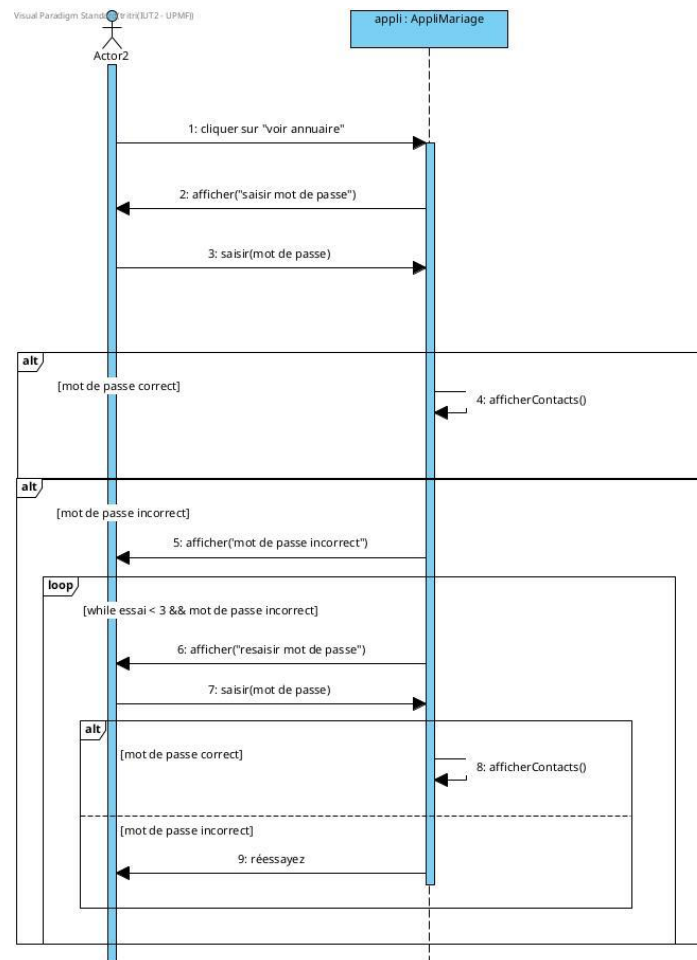 Visual Paradigm Standard(tritri(IUT2 - UPMF))
appli : AppliMariage
Actor2
1: cliquer sur "voir annuaire"
2: afficher("saisir mot de passe")
3: saisir(mot de passe)
alt
[mot de passe correct]
4: afficherContacts()
alt
[mot de passe incorrect]
5: afficher('mot de passe incorrect")
loop
[while essai < 3 && mot de passe incorrect]
6: afficher("resaisir mot de passe")
7: saisir(mot de passe)
alt
[mot de passe correct]
8: afficherContacts()
[mot de passe incorrect]
9: réessayez